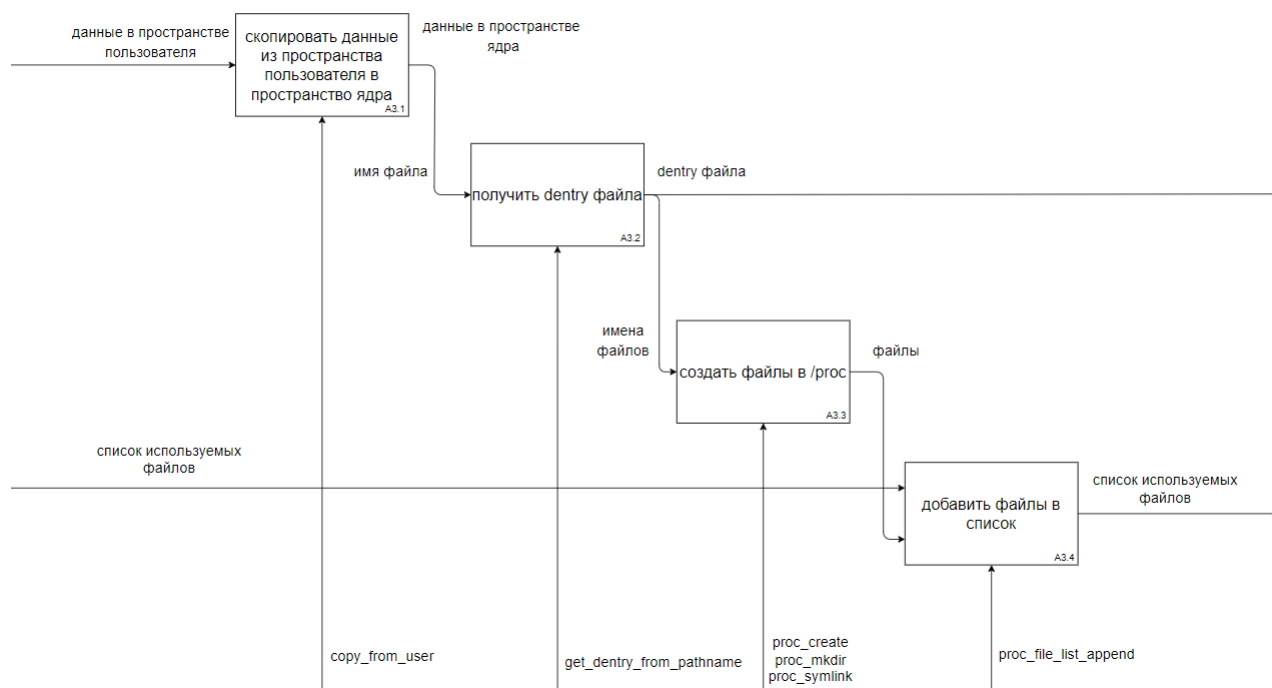 данные в пространстве
пользователя
скопировать данные
из пространства
пользователя в
пространство ядра
A3.1
данные в пространстве
ядра
имя файла
получить dentry файла
A3.2
dentry файла
имена
файлов
создать файлы в /proc
A3.3
файлы
список используемых
файлов
добавить файлы в
список
A3.4
список используемых
файлов
copy_from_user
get_dentry_from_pathname
proc_create
proc_mkdir
proc_symlink
proc_file_list_append